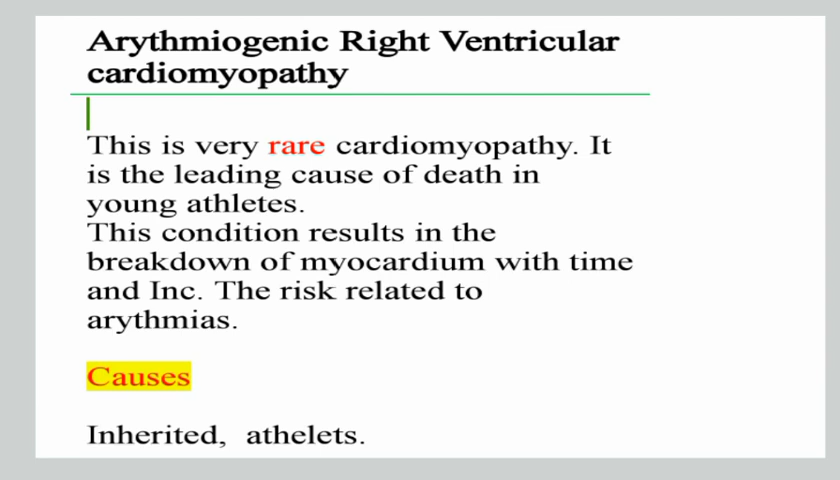 Arythmiogenic Right Ventricular
cardiomyopathy
This is very rare cardiomyopathy. It
is the leading cause of death in
young athletes.
This condition results in the
breakdown of myocardium with time
and Inc. The risk related to
arythmias.
Causes
Inherited, athelets.